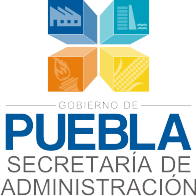 GOBIERNO DE
PUEBLA
SECRETARÍA DE
ADMINISTRACIÓN